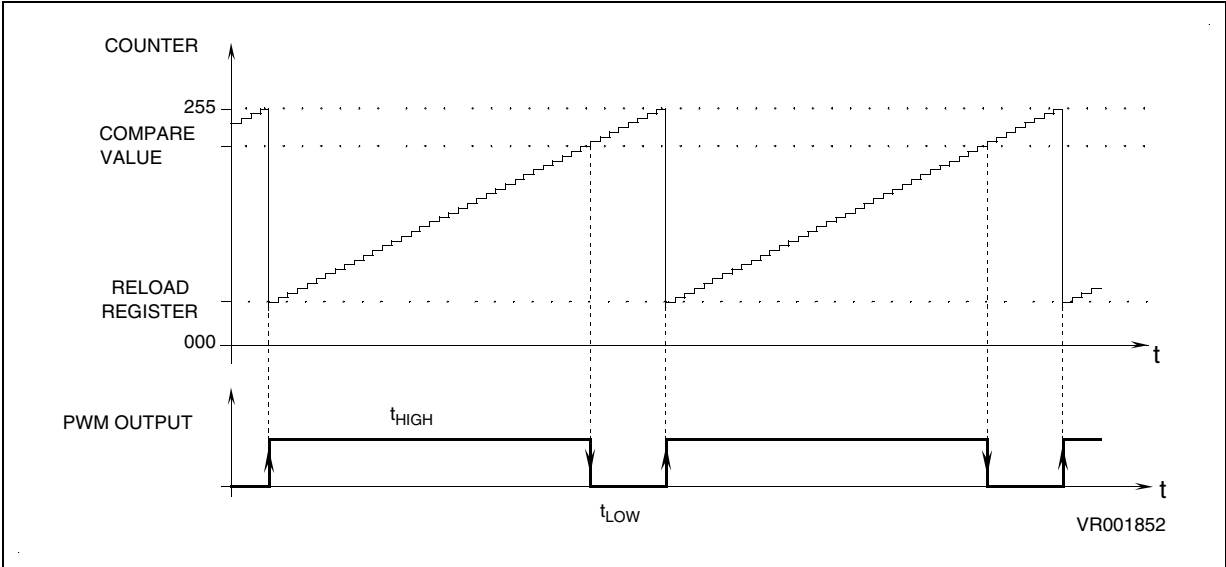 COUNTER
255
COMPARE
VALUE
RELOAD
REGISTER
000
t
PWM OUTPUT
tHIGH
t
tLOW
VR001852